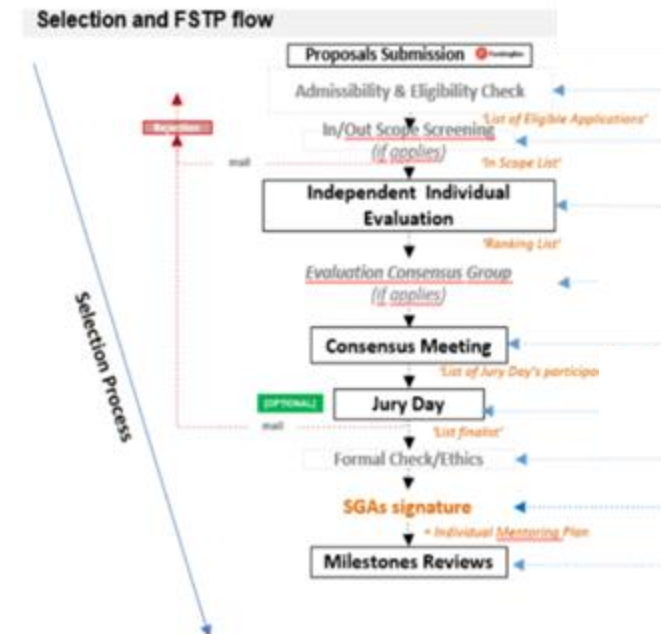 Selection and FSTP flow
Proposals Submission
Admissibility & Eligibility Check
'List of Eligible Applications'
In/Out Scope Screening
(if applies)
mail
'In Scope List'
Independent Individual
Evaluation
'Ranking List'
Evaluation Consensus Group
(if applies)
Selection Process
Consensus Meeting
'List of Jury Day's
[OPTIONAL]
Jury Day
mail
'List finalist'
Formal Check/Ethics
SGAs signature
+ Individual Mentoring Plan
Milestones Reviews